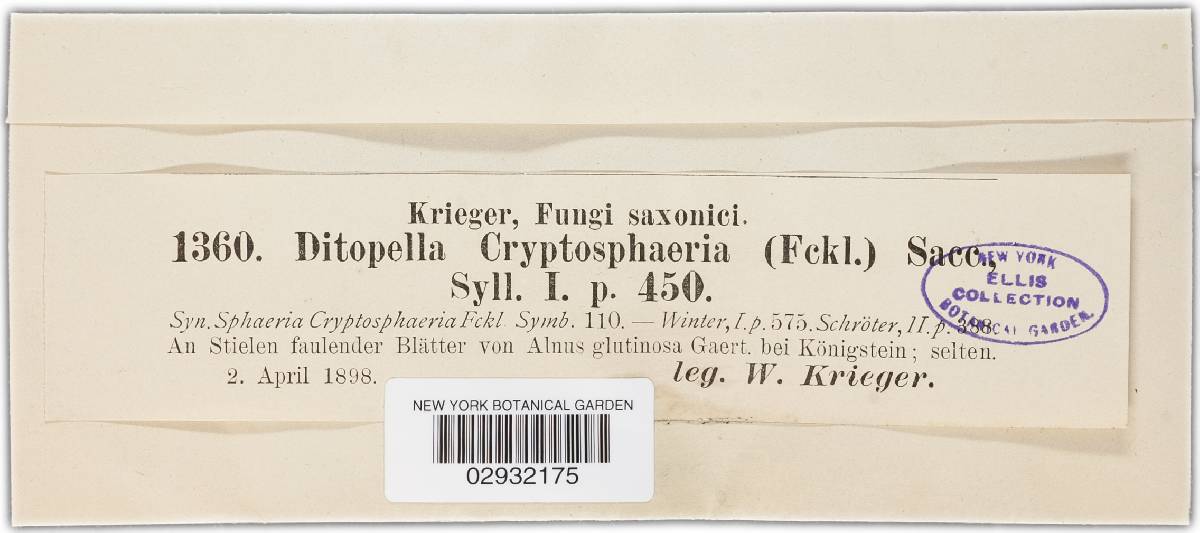 Krieger, Fungi saxonici.
1360. Ditopella Cryptosphaeria (Fckl.) Sacc.,
Syll. I. p. 450.
Syn. Sphaeria Cryptosphaeria Fckl Symb. 110. — Winter, I. p. 575. Schröter, II. p. 388
An Stielen faulender Blätter von Alnus glutinosa Gaert. bei Königstein; selten.
2. April 1898.
leg. W. Krieger.
NEW YORK
ELLIS
COLLECTION
BOTANICAL GARDEN.
NEW YORK BOTANICAL GARDEN
02932175